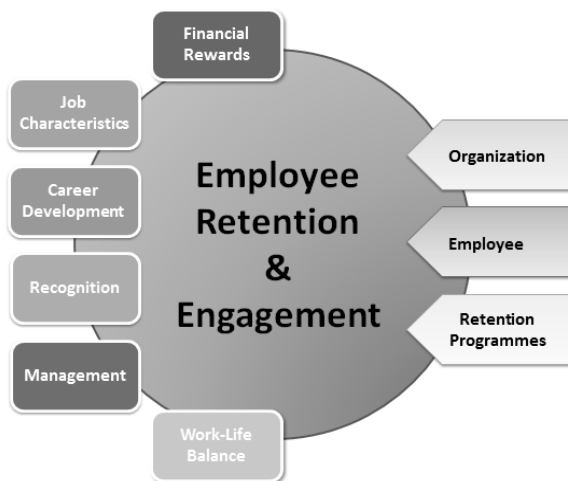 Financial
Rewards
Job
Characteristics
Career
Development
Recognition
Management
Work-Life
Balance
Employee
Retention
&
Engagement
Organization
Employee
Retention
Programmes